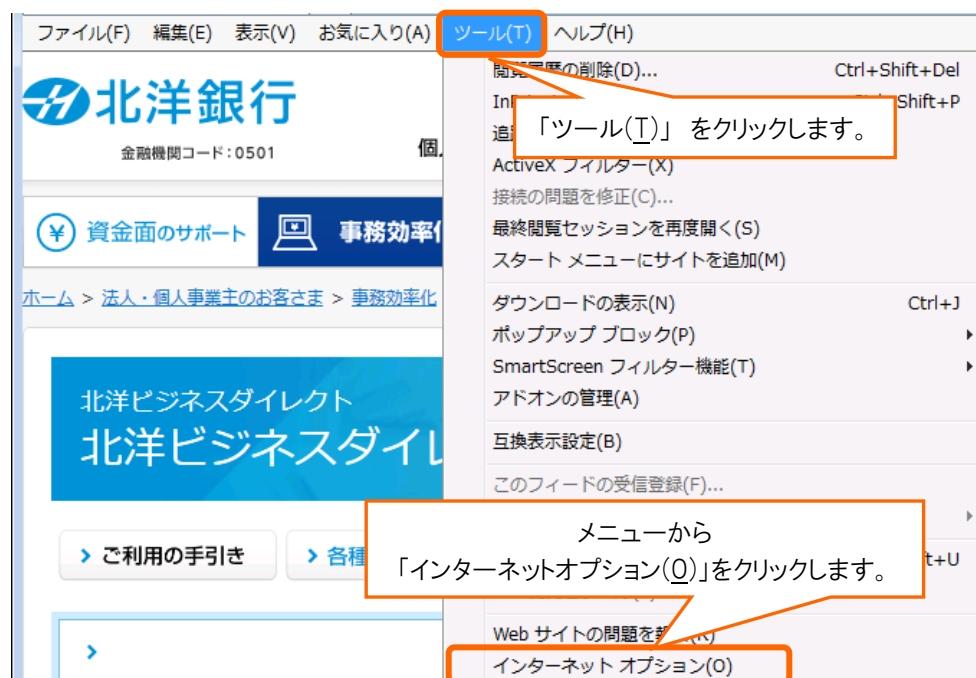 ファイル(F) 編集(E) 表示(V) お気に入り(A) ツール(T) ヘルプ(H)
北洋銀行
金融機関コード:0501
個
資金面のサポート
事務効率
ホーム > 法人・個人事業主のお客さま > 事務効率化
北洋ビジネスダイレクト
北洋ビジネスダイレ
ご利用の手引き
各種
閲覧履歴の削除(D)... Ctrl+Shift+Del
Shift+P
「ツール(T)」 をクリックします。
ActiveX フィルター(X)
接続の問題を修正(C)...
最終閲覧セッションを再度開く(S)
スタート メニューにサイトを追加(M)
ダウンロードの表示(N) Ctrl+J
ポップアップ ブロック(P)
SmartScreen フィルター機能(T)
アドオンの管理(A)
互換表示設定(B)
このフィードの受信登録(F)...
メニューから
「インターネットオプション(O)」をクリックします。
t+U
Web サイトの問題を報 (R)
インターネット オプション(O)